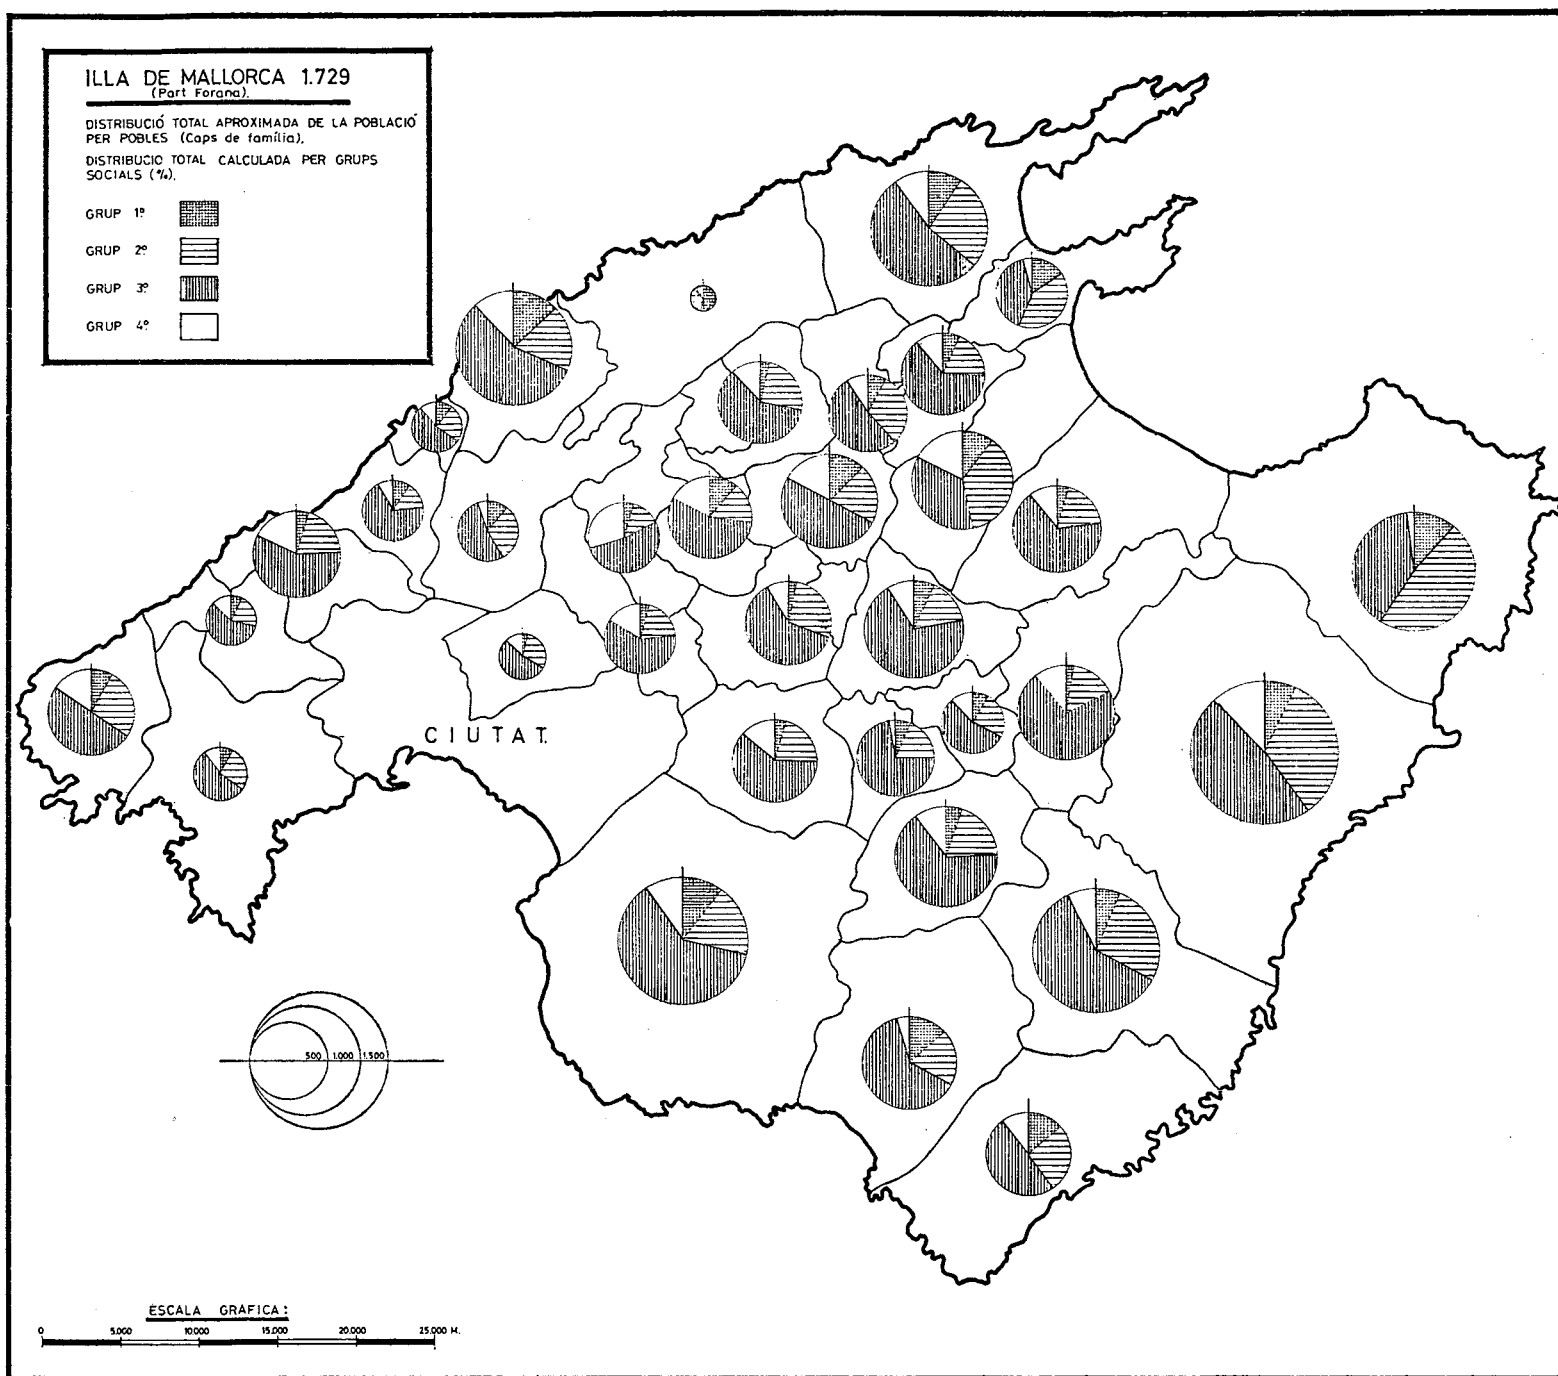 ILLA DE MALLORCA 1.729
(Part Forana).
DISTRIBUCIÓ TOTAL APROXIMADA DE LA POBLACIÓ
PER POBLES (Caps de família).
DISTRIBUCIO TOTAL CALCULADA PER GRUPS
SOCIALS (%).
GRUP 1º
GRUP 2º
GRUP 3º
GRUP 4º
CIUTAT.
500 1.000 1.500
ESCALA GRAFICA:
0 5.000 10.000 15.000 20.000 25.000 M.